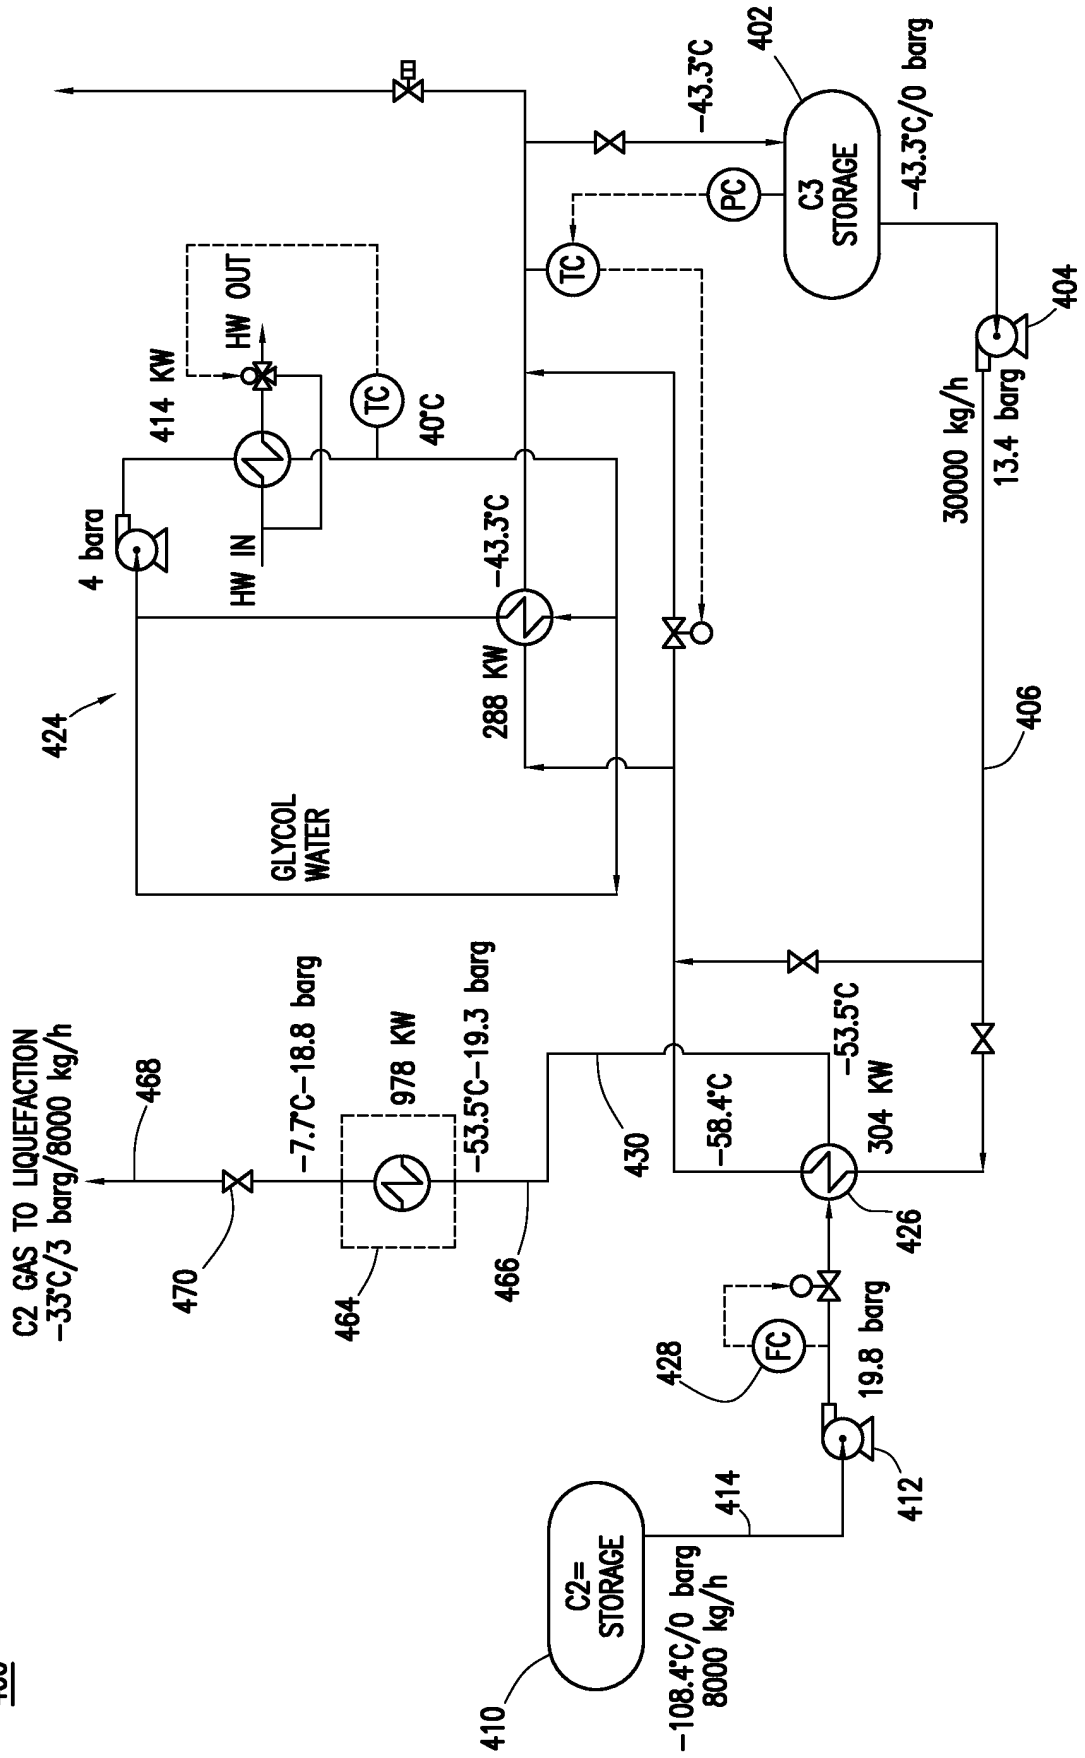 C2 GAS TO LIQUEFACTION
-33°C/3 barg/8000 kg/h
468
470
-7.7°C-18.8 barg
464
978 KW
-53.5°C-19.3 barg
466
430
424
GLYCOL
WATER
4 bara
414 KW
HW IN
HW OUT
TC
40°C
288 KW
-43.3°C
TC
PC
-43.3°C
402
C3
STORAGE
-43.3°C/0 barg
404
30000 kg/h
13.4 barg
406
-58.4°C
-53.5°C
304 KW
426
428
FC
19.8 barg
412
414
410
C2=
STORAGE
-108.4°C/0 barg
8000 kg/h